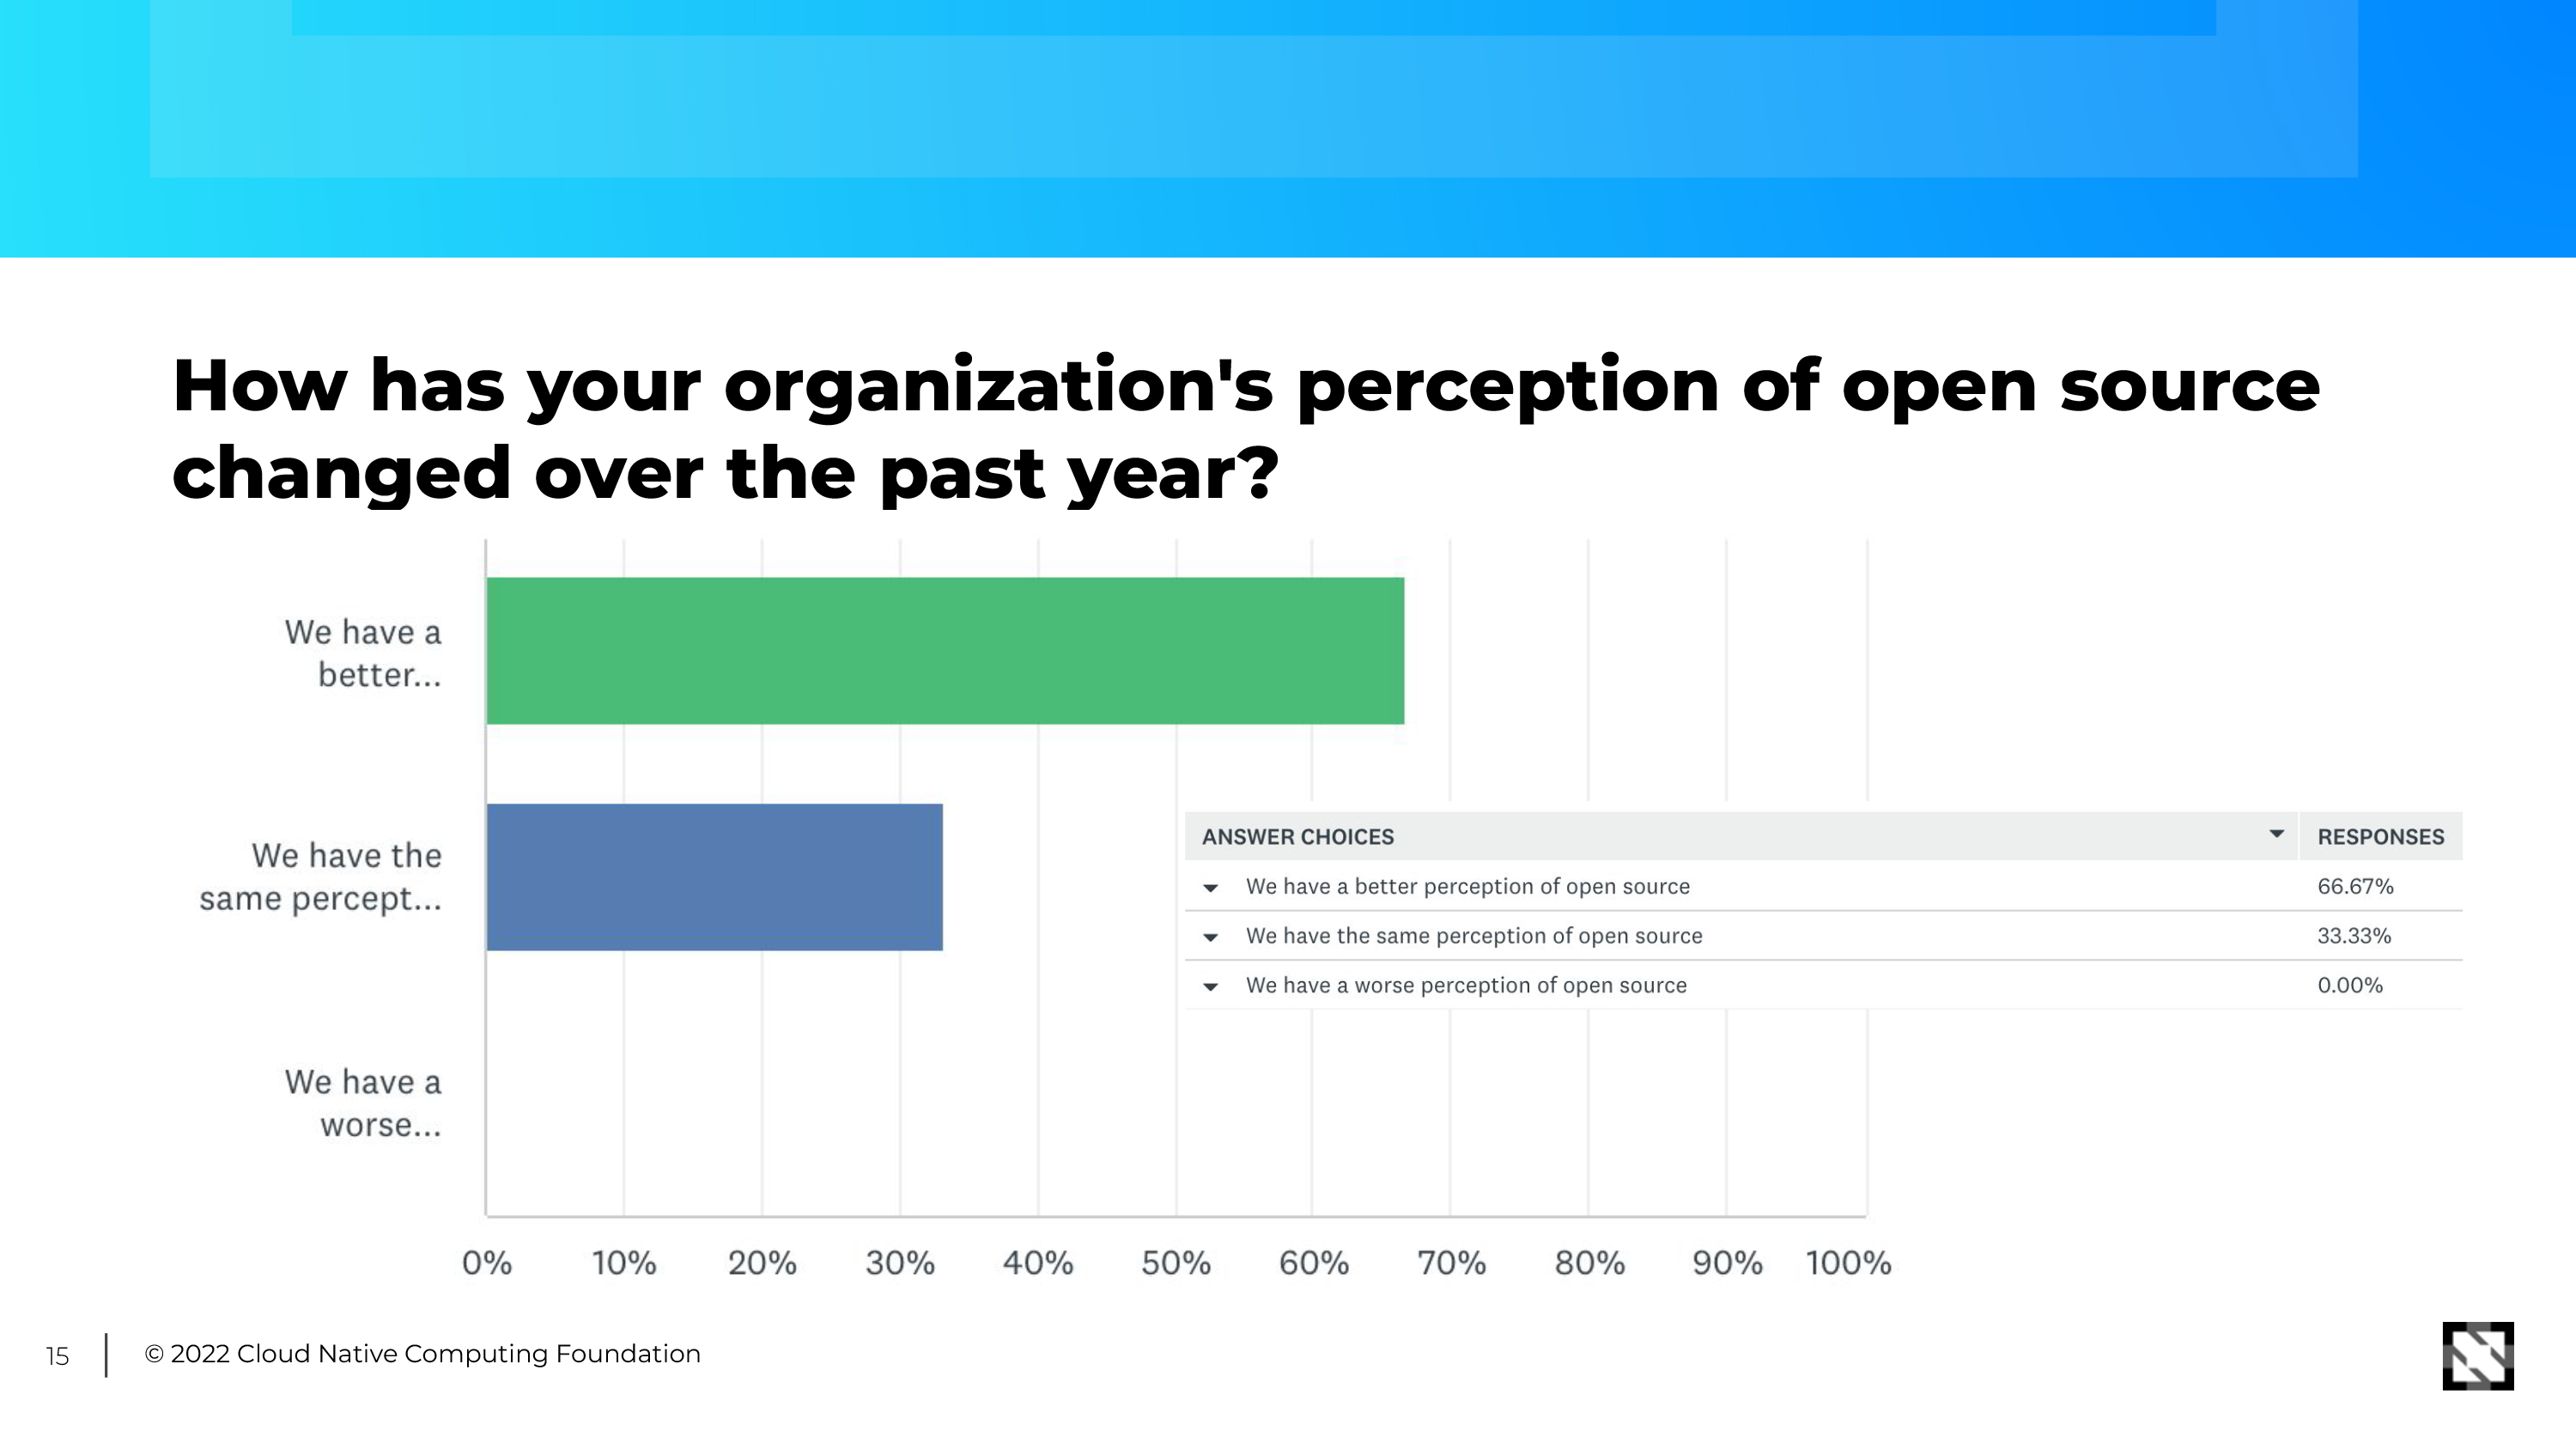 How has your organization's perception of open source
changed over the past year?
We have a
better...
We have the
same percept...
We have a
worse...
ANSWER CHOICES RESPONSES
We have a better perception of open source 66.67%
We have the same perception of open source 33.33%
We have a worse perception of open source 0.00%
0% 10% 20% 30% 40% 50% 60% 70% 80% 90% 100%
15 © 2022 Cloud Native Computing Foundation